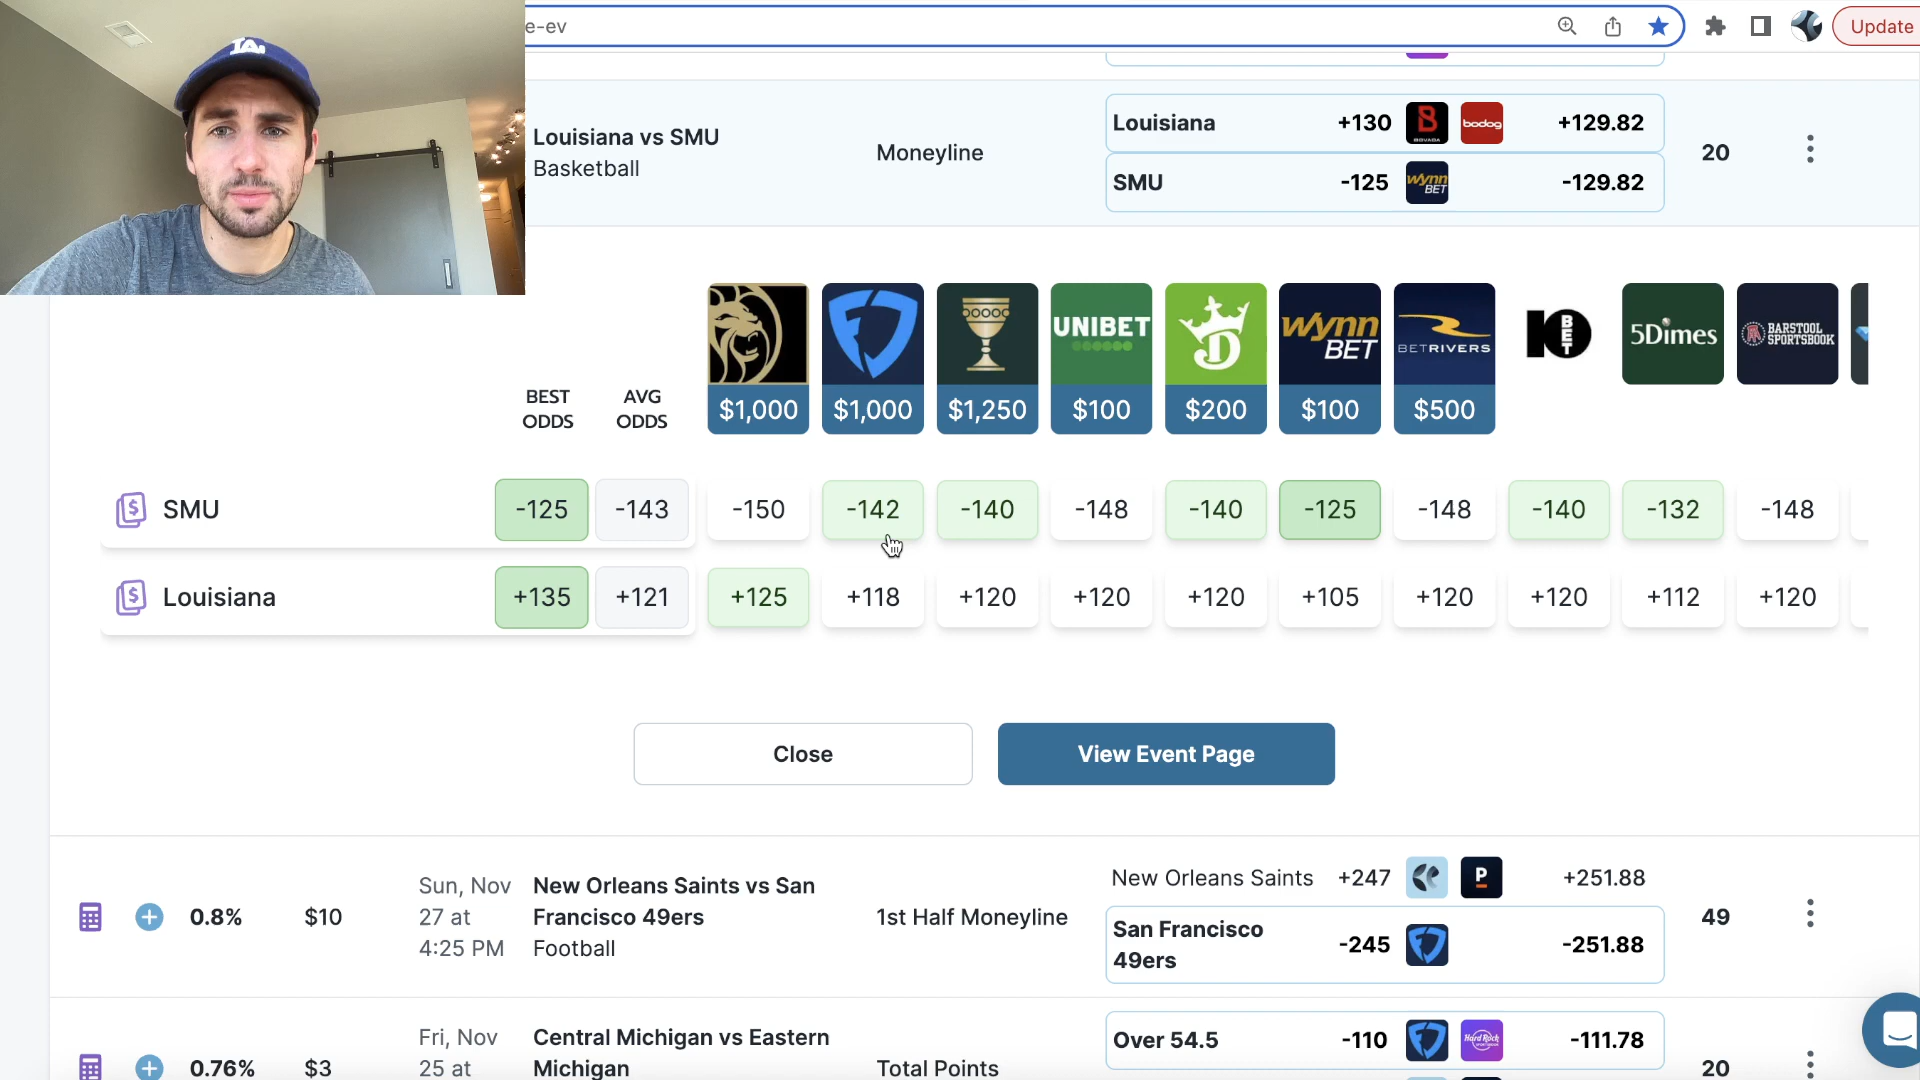 e-ev
Update
LA
Louisiana vs SMU
Basketball
Moneyline
Louisiana +130 B BOVADA bodog +129.82
SMU -125 Wynn BET -129.82
20
BEST ODDS
AVG ODDS
UNIBET
Wynn BET
BETRIVERS
10 BET
5Dimes
BARSTOOL SPORTSBOOK
$1,000 $1,000 $1,250 $100 $200 $100 $500
SMU -125 -143 -150 -142 -140 -148 -140 -125 -148 -140 -132 -148
Louisiana +135 +121 +125 +118 +120 +120 +120 +105 +120 +120 +112 +120
Close
View Event Page
0.8% $10
Sun, Nov
27 at
4:25 PM
New Orleans Saints vs San
Francisco 49ers
Football
1st Half Moneyline
New Orleans Saints +247 P +251.88
San Francisco
49ers
-245 -251.88
49
0.76% $3
Fri, Nov
25 at
Central Michigan vs Eastern
Michigan
Total Points
Over 54.5 -110 Hard Rock -111.78
20